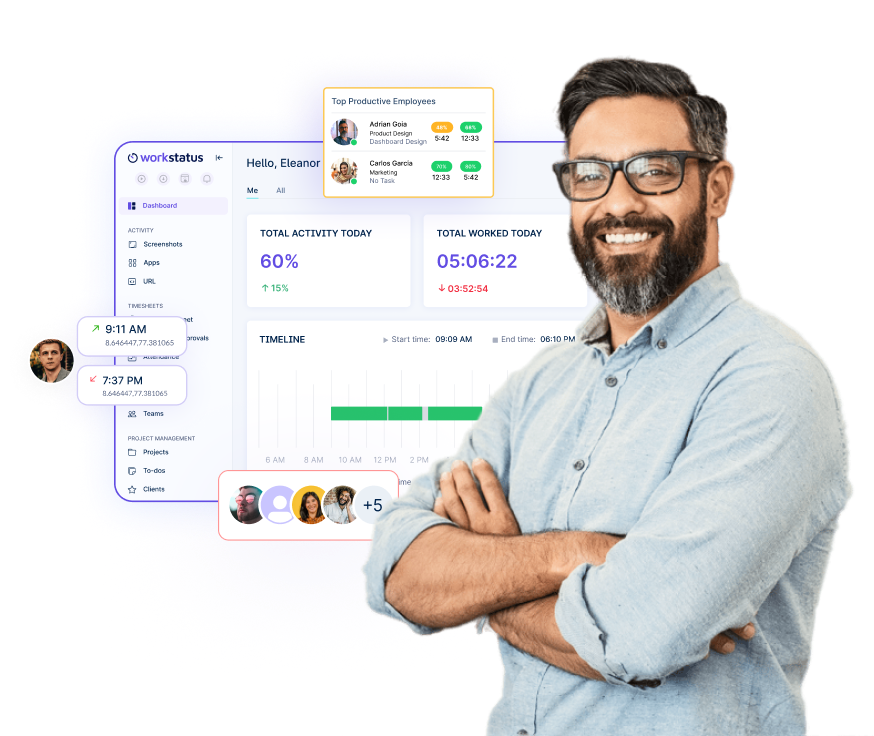 Top Productive Employees
Adrian Goia
Product Design
Dashboard Design
48% 68%
5:42 12:33
Carlos Garcia
Marketing
No Task
70%
12:33 5:42
workstatus
Hello, Eleanor
Me All
Dashboard
ACTIVITY
Screenshots
Apps
URL
TIMESHEETS
Attendance
Teams
PROJECT MANAGEMENT
Projects
To-dos
Clients
9:11 AM
8.646447,77.381065
7:37 PM
8.646447,77.381065
TOTAL ACTIVITY TODAY
60%
15%
TOTAL WORKED TODAY
05:06:22
03:52:54
TIMELINE
Start time: 09:09 AM
End time: 06:10 PM
6 AM 8 AM 10 AM 12 PM 2 PM
+5